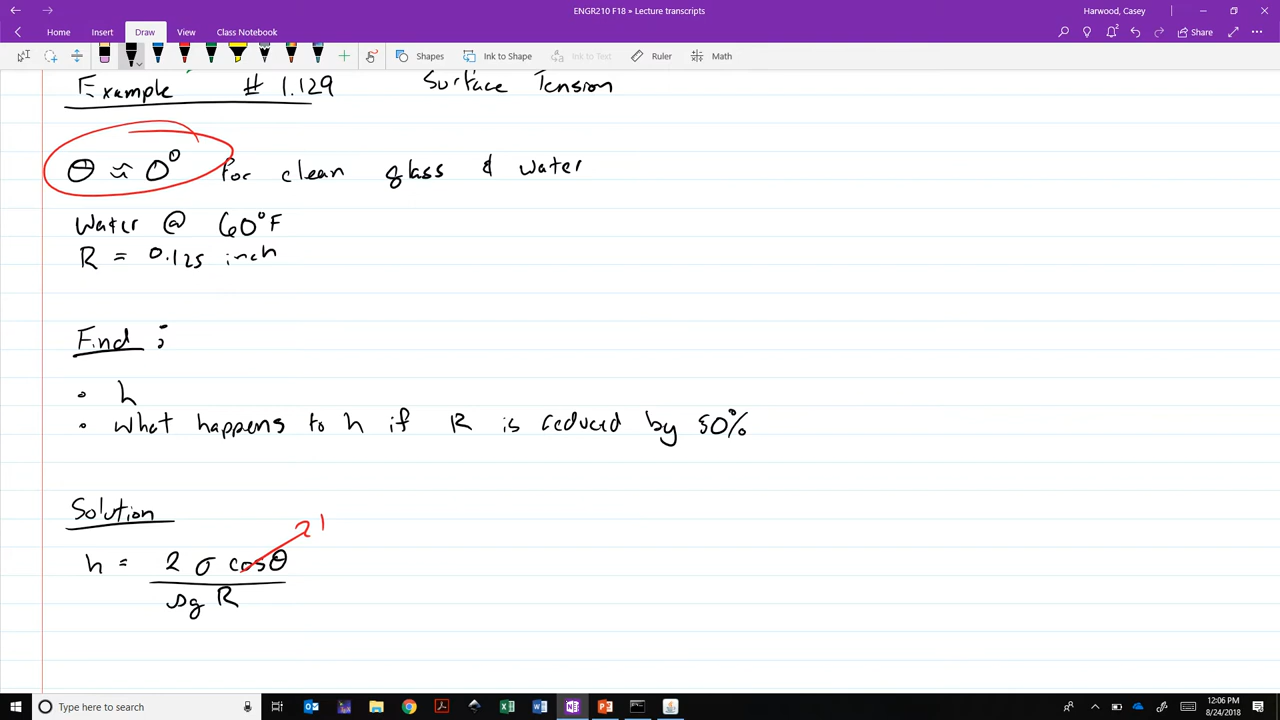 ENGR210 F18 » Lecture transcripts
Harwood, Casey
Home Insert Draw View Class Notebook
Share
Shapes Ink to Shape Ink to Text Ruler Math
Example # 1.129 Surface Tension
θ ≈ 0° for clean glass & water
Water @ 60°F
R = 0.125 inch
Find :
• h
• What happens to h if R is reduced by 50%
Solution
≈1
h = 2 σ cosθ
ρg R
Type here to search
12:06 PM
8/24/2018